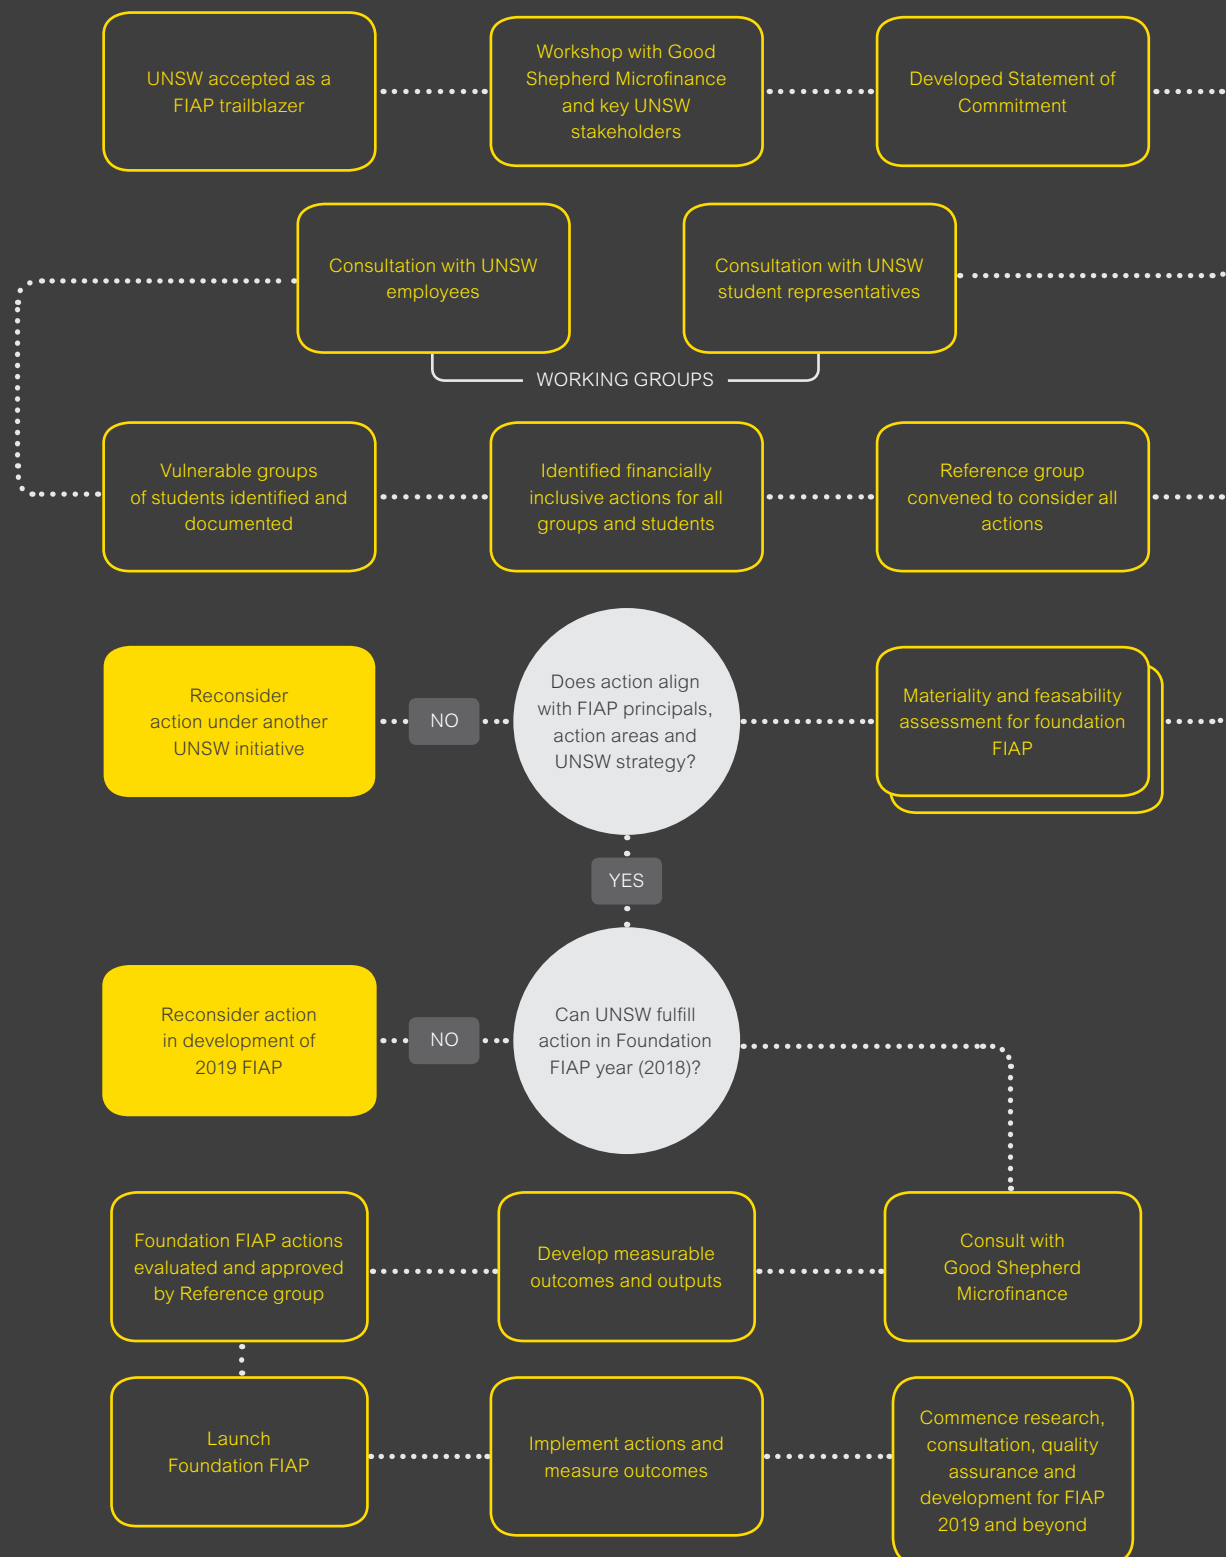 UNSW accepted as a
FIAP trailblazer
Workshop with Good
Shepherd Microfinance
and key UNSW
stakeholders
Developed Statement of
Commitment
Consultation with UNSW
employees
Consultation with UNSW
student representatives
WORKING GROUPS
Vulnerable groups
of students identified and
documented
Identified financially
inclusive actions for all
groups and students
Reference group
convened to consider all
actions
Reconsider
action under another
UNSW initiative
NO
Does action align
with FIAP principals,
action areas and
UNSW strategy?
Materiality and feasability
assessment for foundation
FIAP
YES
Reconsider action
in development of
2019 FIAP
NO
Can UNSW fulfill
action in Foundation
FIAP year (2018)?
Foundation FIAP actions
evaluated and approved
by Reference group
Develop measurable
outcomes and outputs
Consult with
Good Shepherd
Microfinance
Launch
Foundation FIAP
Implement actions and
measure outcomes
Commence research,
consultation, quality
assurance and
development for FIAP
2019 and beyond